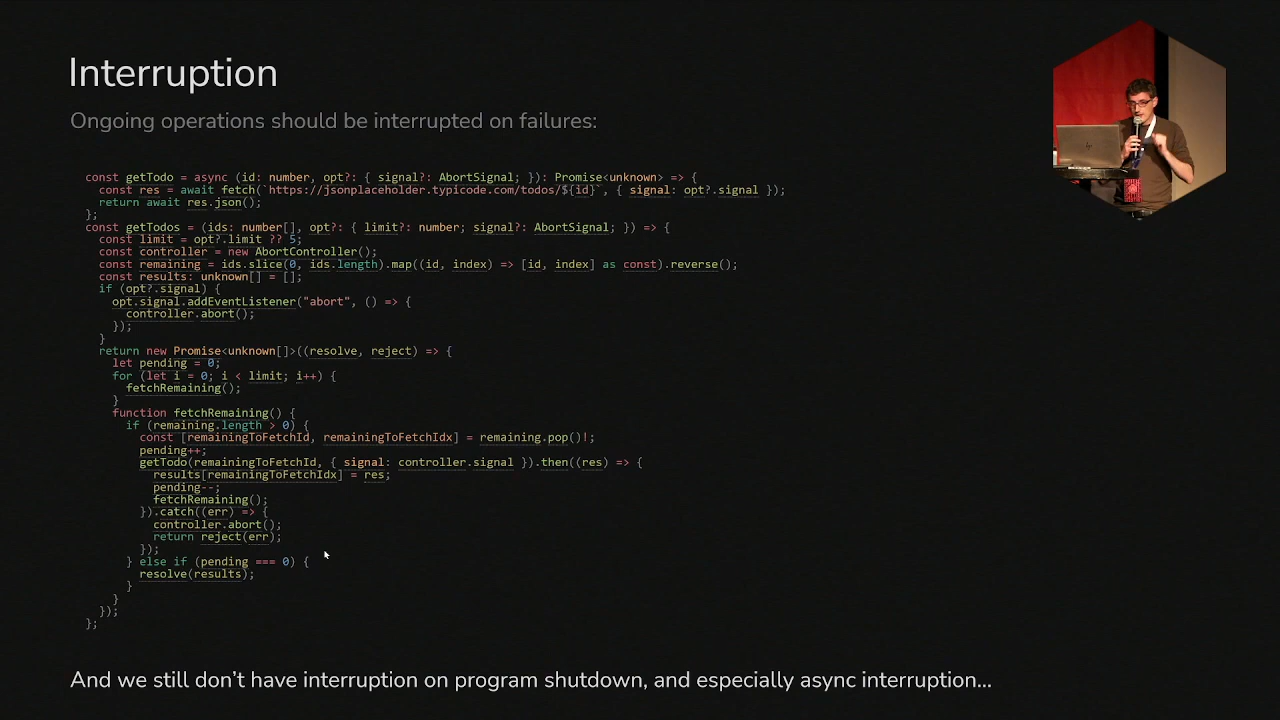 Interruption
Ongoing operations should be interrupted on failures:
const getTodo = async (id: number, opt?: { signal?: AbortSignal; }): Promise<unknown> => {
  const res = await fetch(`https://jsonplaceholder.typicode.com/todos/${id}`, { signal: opt?.signal });
  return await res.json();
};
const getTodos = (ids: number[], opt?: { limit?: number; signal?: AbortSignal; }) => {
  const limit = opt?.limit ?? 5;
  const controller = new AbortController();
  const remaining = ids.slice(0, ids.length).map((id, index) => [id, index] as const).reverse();
  const results: unknown[] = [];
  if (opt?.signal) {
    opt.signal.addEventListener("abort", () => {
      controller.abort();
    });
  }
  return new Promise<unknown[]>((resolve, reject) => {
    let pending = 0;
    for (let i = 0; i < limit; i++) {
      fetchRemaining();
    }
    function fetchRemaining() {
      if (remaining.length > 0) {
        const [remainingToFetchId, remainingToFetchIdx] = remaining.pop()!;
        pending++;
        getTodo(remainingToFetchId, { signal: controller.signal }).then((res) => {
          results[remainingToFetchIdx] = res;
          pending--;
          fetchRemaining();
        }).catch((err) => {
          controller.abort();
          return reject(err);
        });
      } else if (pending === 0) {
        resolve(results);
      }
    }
  });
};
And we still don't have interruption on program shutdown, and especially async interruption...